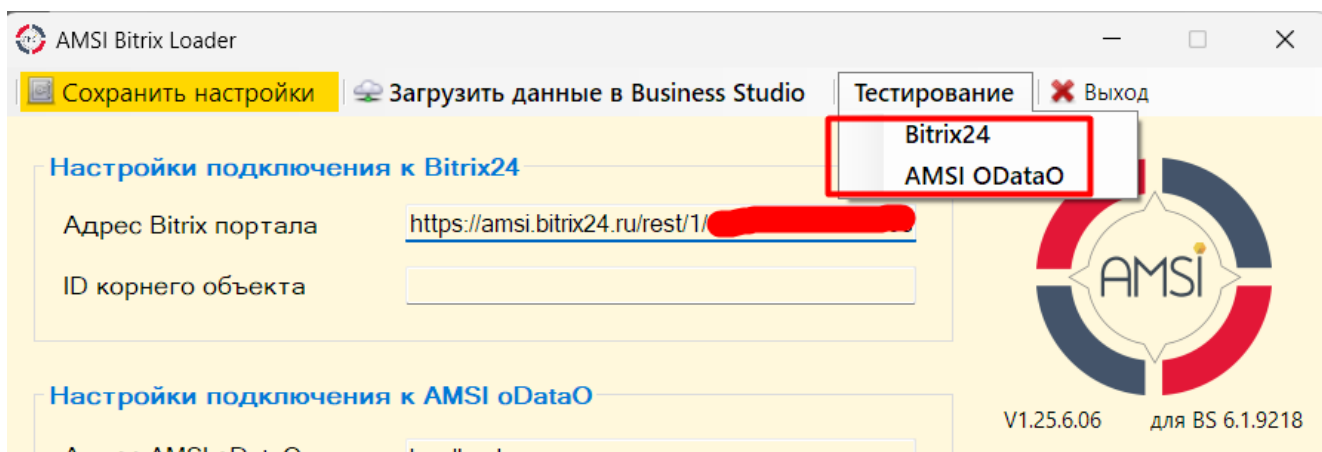 AMSI Bitrix Loader
Сохранить настройки Загрузить данные в Business Studio Тестирование Выход
Bitrix24
AMSI ODataO
Настройки подключения к Bitrix24
Адрес Bitrix портала https://amsi.bitrix24.ru/rest/1/
ID корнего объекта
AMSI
Настройки подключения к AMSI oDataO
V1.25.6.06 для BS 6.1.9218